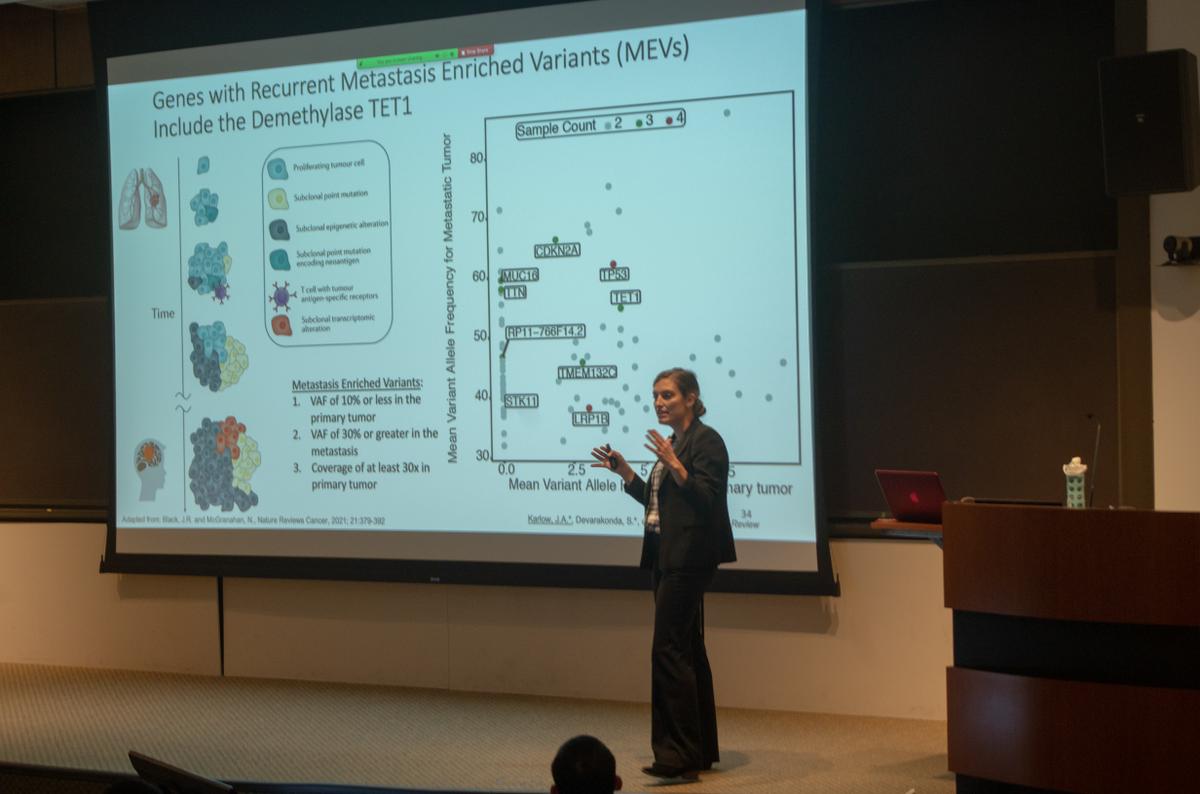 Genes with Recurrent Metastasis Enriched Variants (MEVs)
Include the Demethylase TET1
Stop Share
Proliferating tumour cell
Subclonal point mutation
Subclonal epigenetic alteration
Subclonal point mutation
encoding neoantigen
T cell with tumour
antigen-specific receptors
Subclonal transcriptomic
alteration
Time
Metastasis Enriched Variants:
1. VAF of 10% or less in the
primary tumor
2. VAF of 30% or greater in the
metastasis
3. Coverage of at least 30x in
primary tumor
Adapted from: Black, J.R. and McGranahan, N., Nature Reviews Cancer, 2021; 21:379-392
Mean Variant Allele Frequency for Metastatic Tumor
Sample Count 2 3 4
80
70
60
50
40
30
CDKN2A
MUC16
TP53
TTN
TET1
RP11-766F14.2
TMEM132C
STK11
LRP1B
0.0
2.5
5
5
Mean Variant Allele
mary tumor
Karlow, J.A.*, Devarakonda, S.*,
Review
34